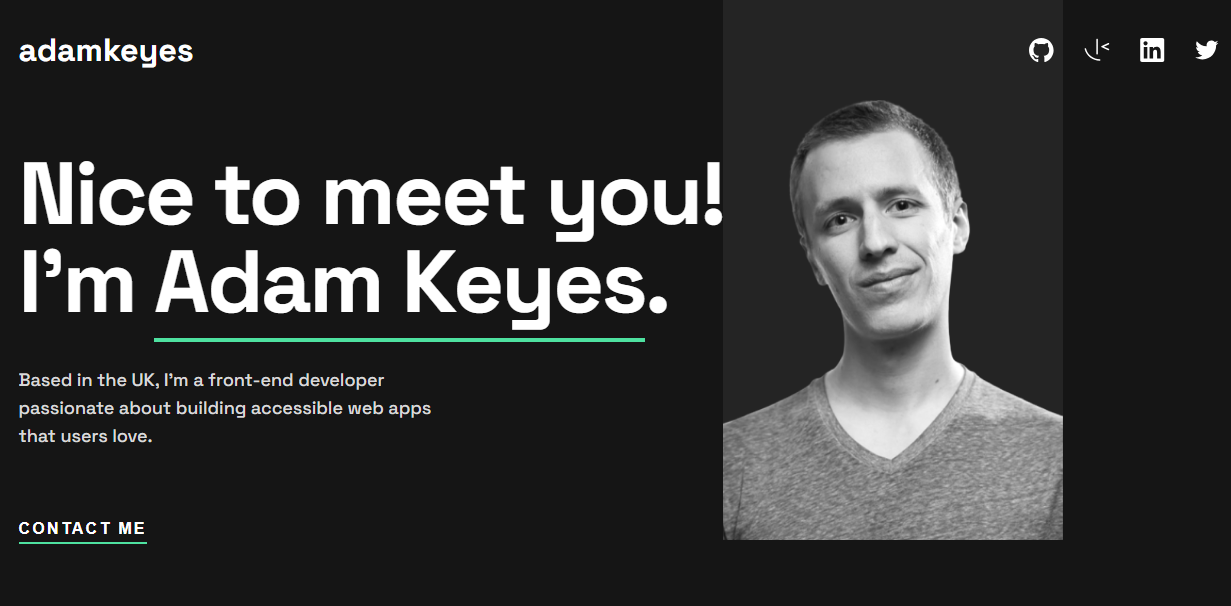 adamkeyes
Nice to meet you!
I’m Adam Keyes.
Based in the UK, I’m a front-end developer
passionate about building accessible web apps
that users love.
CONTACT ME